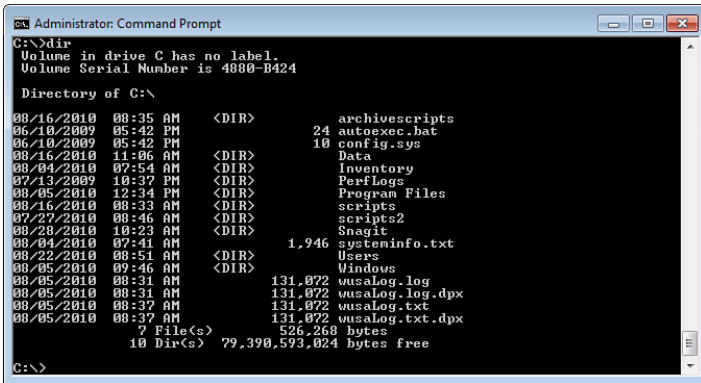 Administrator: Command Prompt
C:\>dir
 Volume in drive C has no label.
 Volume Serial Number is 4880-B424

 Directory of C:\

08/16/2010  08:35 AM    <DIR>          archivescripts
06/10/2009  05:42 PM                24 autoexec.bat
06/10/2009  05:42 PM                10 config.sys
08/16/2010  11:06 AM    <DIR>          Data
08/04/2010  07:54 AM    <DIR>          Inventory
07/13/2009  10:37 PM    <DIR>          PerfLogs
08/05/2010  12:34 PM    <DIR>          Program Files
08/16/2010  08:33 AM    <DIR>          scripts
07/27/2010  08:46 AM    <DIR>          scripts2
08/28/2010  10:23 AM    <DIR>          Snagit
08/04/2010  07:41 AM             1,946 systeminfo.txt
08/22/2010  08:51 AM    <DIR>          Users
08/05/2010  09:46 AM    <DIR>          Windows
08/05/2010  08:31 AM           131,072 wusaLog.log
08/05/2010  08:31 AM           131,072 wusaLog.log.dpx
08/05/2010  08:37 AM           131,072 wusaLog.txt
08/05/2010  08:37 AM           131,072 wusaLog.txt.dpx
               7 File(s)        526,268 bytes
              10 Dir(s)  79,390,593,024 bytes free

C:\>